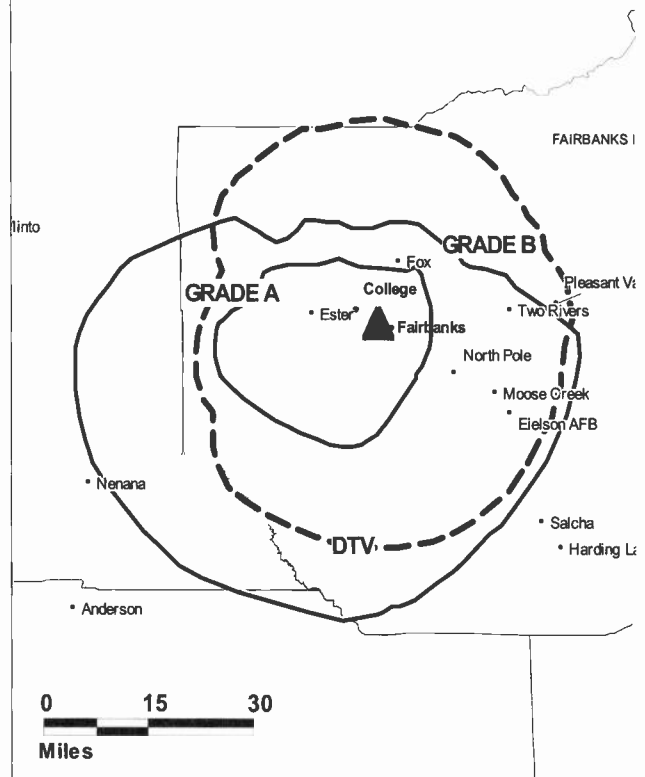 FAIRBANKS
Minto
GRADE B
Fox
Pleasant Va
GRADE A
College
Ester
Two Rivers
Fairbanks
North Pole
Moose Creek
Eielson AFB
Nenana
Salcha
DTV
Harding La
Anderson
0 15 30
Miles